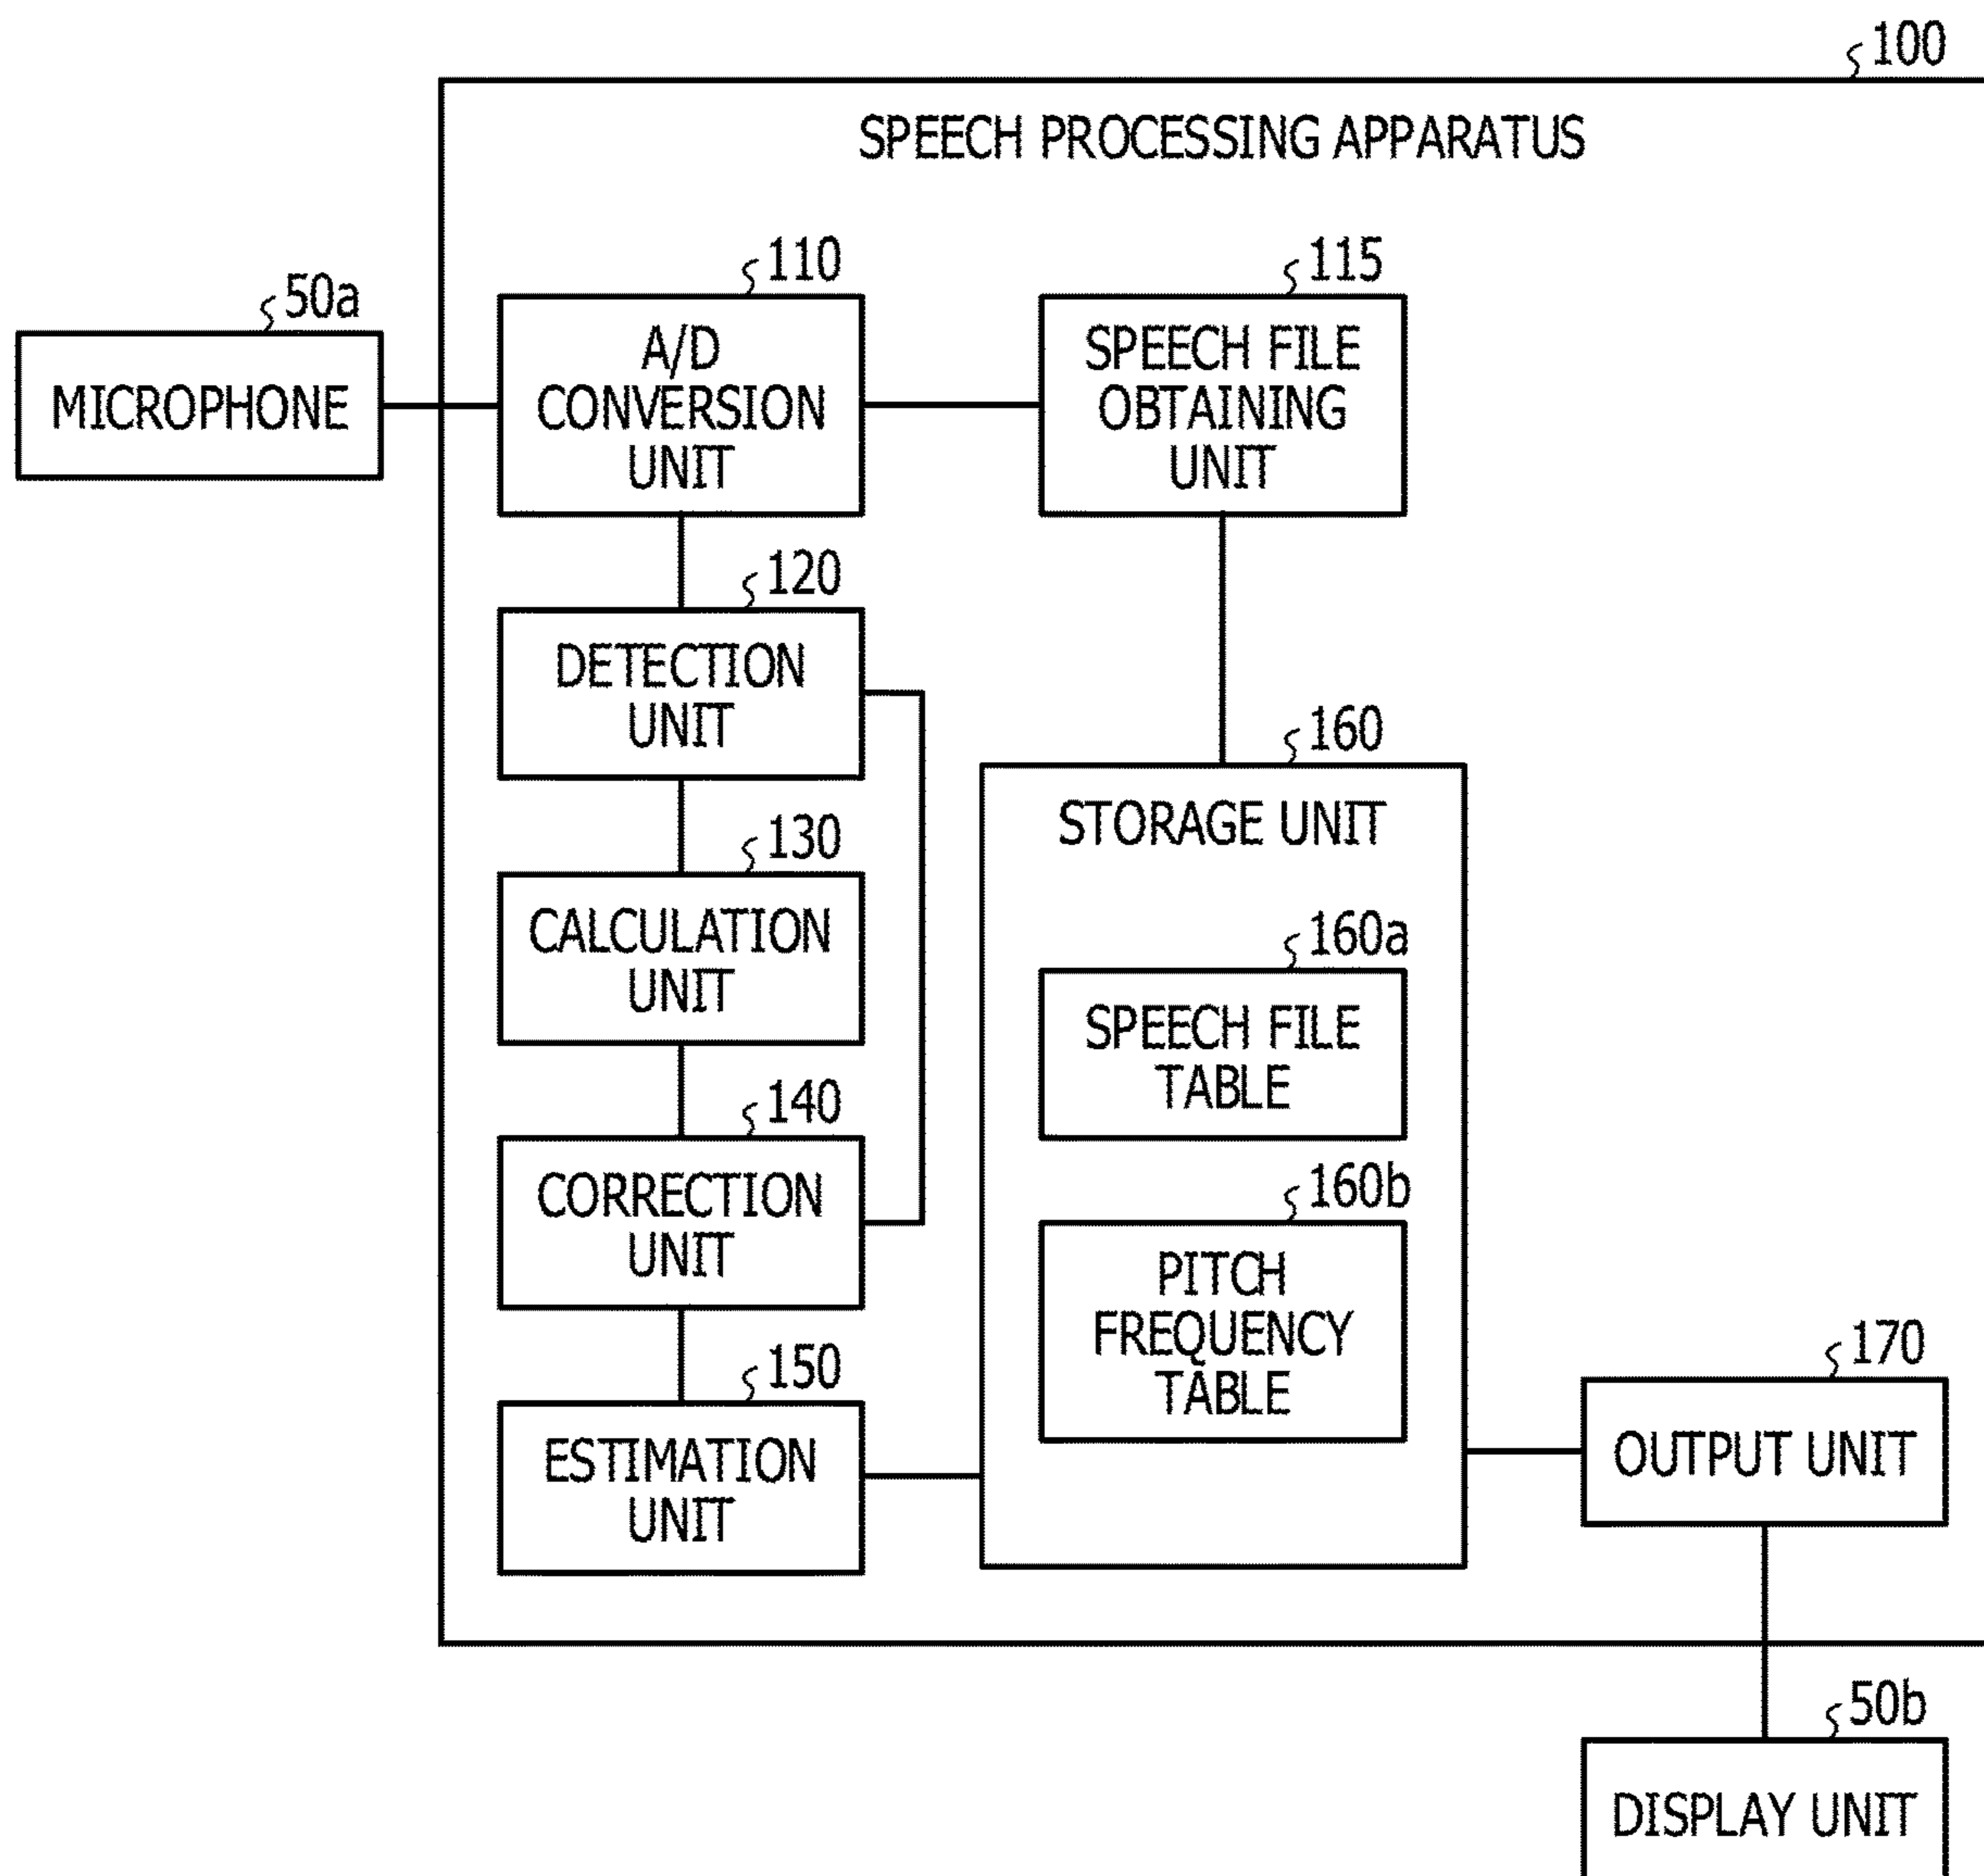 100
SPEECH PROCESSING APPARATUS
50a
MICROPHONE
110
A/D
CONVERSION
UNIT
115
SPEECH FILE
OBTAINING
UNIT
120
DETECTION
UNIT
130
CALCULATION
UNIT
140
CORRECTION
UNIT
150
ESTIMATION
UNIT
160
STORAGE UNIT
160a
SPEECH FILE
TABLE
160b
PITCH
FREQUENCY
TABLE
170
OUTPUT UNIT
50b
DISPLAY UNIT